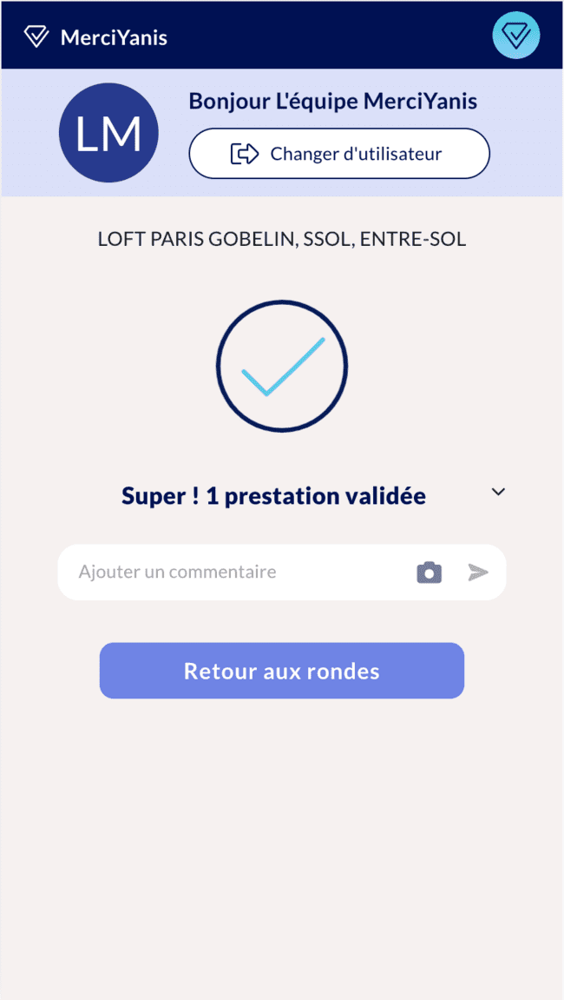 MerciYanis
LM
Bonjour L'équipe MerciYanis
Changer d'utilisateur
LOFT PARIS GOBELIN, SSOL, ENTRE-SOL
Super ! 1 prestation validée
Ajouter un commentaire
Retour aux rondes